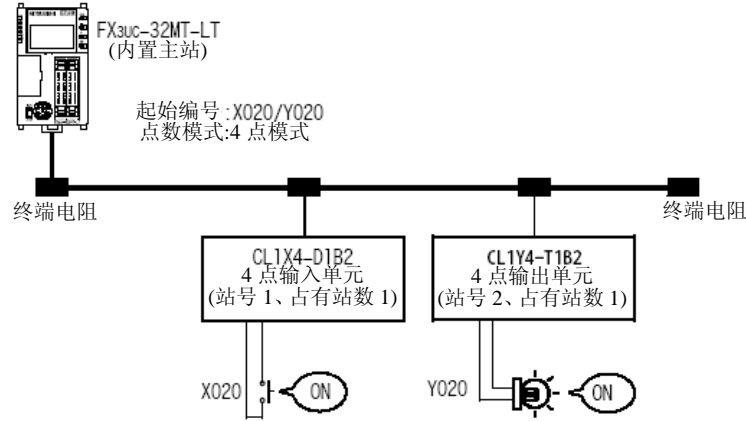 FX3UC-32MT-LT
(内置主站)
起始编号:X020/Y020
点数模式:4 点模式
终端电阻
终端电阻
CL1X4-D1B2
4 点输入单元
(站号 1、占有站数 1)
CL1Y4-T1B2
4 点输出单元
(站号 2、占有站数 1)
X020
ON
Y020
ON